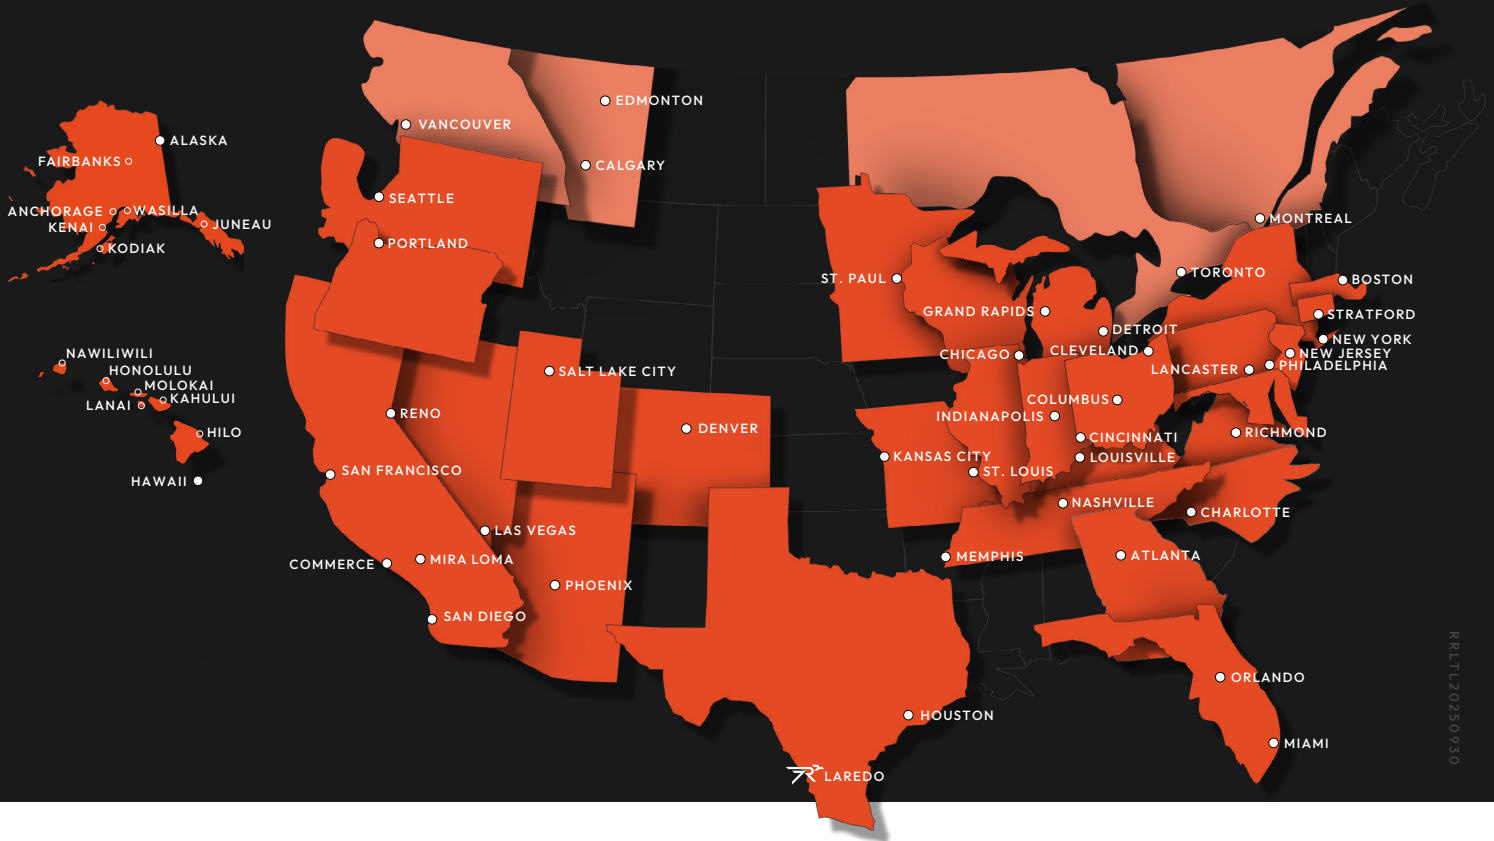 EDMONTON
VANCOUVER
ALASKA
FAIRBANKS
CALGARY
SEATTLE
ANCHORAGE
WASILLA
KENAI
JUNEAU
KODIAK
PORTLAND
MONTREAL
TORONTO
ST. PAUL
BOSTON
GRAND RAPIDS
STRATFORD
DETROIT
NEW YORK
CHICAGO
CLEVELAND
NEW JERSEY
NAWILIWILI
HONOLULU
LANCASTER
PHILADELPHIA
SALT LAKE CITY
MOLOKAI
KAHULUI
LANAI
COLUMBUS
RENO
INDIANAPOLIS
DENVER
HILO
RICHMOND
CINCINNATI
KANSAS CITY
LOUISVILLE
SAN FRANCISCO
ST. LOUIS
HAWAII
NASHVILLE
CHARLOTTE
LAS VEGAS
MEMPHIS
ATLANTA
COMMERCE
MIRA LOMA
PHOENIX
SAN DIEGO
ORLANDO
RRLTL20250930
HOUSTON
MIAMI
LAREDO